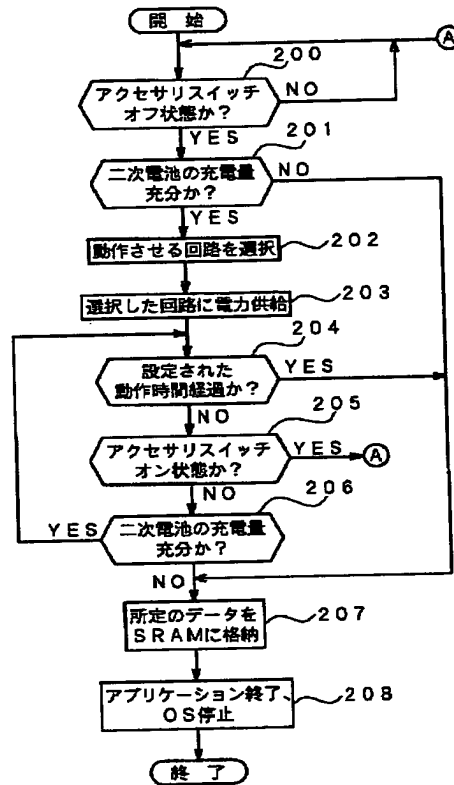 開始
A
200
アクセサリスイッチ
オフ状態か?
NO
YES
201
二次電池の充電量
充分か?
NO
YES
202
動作させる回路を選択
203
選択した回路に電力供給
204
設定された
動作時間経過か?
YES
NO
205
アクセサリスイッチ
オン状態か?
YES
A
NO
206
二次電池の充電量
充分か?
YES
NO
207
所定のデータを
SRAMに格納
208
アプリケーション終了、
OS停止
終了